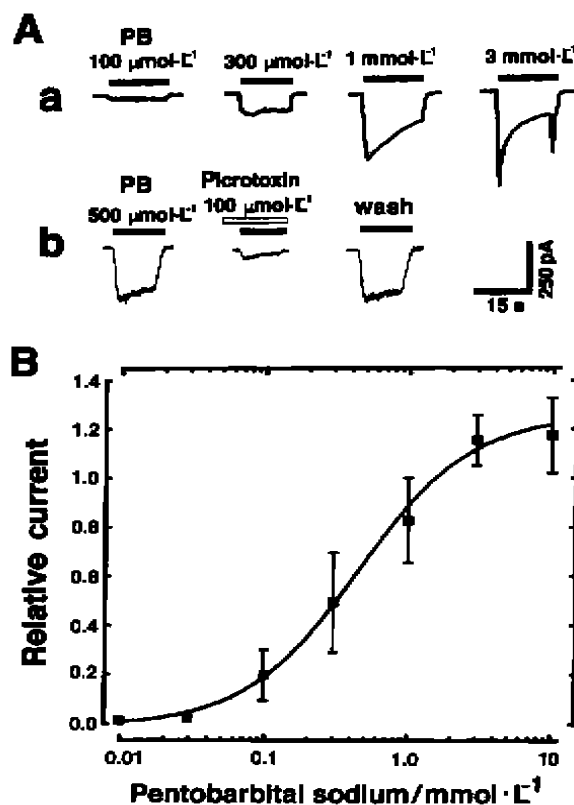 A
PB
100 μmol·L⁻¹ 300 μmol·L⁻¹ 1 mmol·L⁻¹ 3 mmol·L⁻¹
a
PB Picrotoxin
500 μmol·L⁻¹ 100 μmol·L⁻¹ wash
b
250 pA
15 s
B
1.4
1.2
1.0
0.8
0.6
0.4
0.2
0.0
Relative current
0.01 0.1 1.0 10
Pentobarbital sodium/mmol·L⁻¹